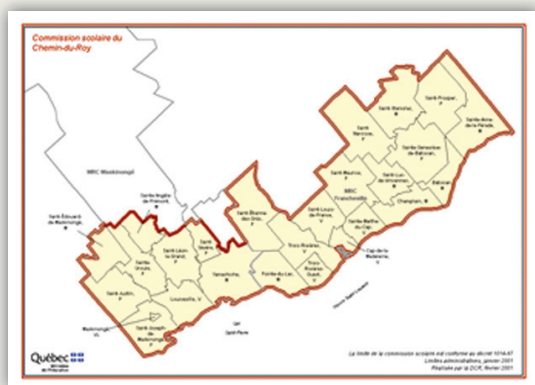 Commission scolaire du
Chemin-du-Roy
Saint-Prosper,
P
Saint-Stanislas,
M
Sainte-Anne
de-la-Pérade,
M
Saint-
Narcisse,
P
Sainte-Geneviève
de-Batiscan,
P
MRC Maskinongé
Saint-Maurice,
P
Saint-Luc
de-Vincennes,
M
Batiscan,
M
MRC
Francheville
Champlain, M
Sainte-Angèle
de-Prémont,
M
Saint-Édouard
de-Maskinongé,
M
Saint-Étienne
des-Grès,
P
Saint-Louis
de-France,
V
Sainte-Marthe
du-Cap,
V
Saint-Léon
le-Grand,
P
Saint-
Sévère,
P
Sainte-
Ursule,
P
Trois-Rivières,
V
Cap-de-la
Madeleine,
V
Yamachiche,
M
Pointe-du-Lac,
M
Trois-
Rivières-
Ouest,
V
Saint-Justin,
P
Louiseville, V
Fleuve Saint-Laurent
Maskinongé,
VL
Saint-Joseph
de-Maskinongé,
P
Lac
Saint-Pierre
Québec
Ministère
de l'Éducation
La limite de la commission scolaire est conforme au décret 1014-97
Limites administratives, janvier 2001
Réalisée par la DCR, février 2001